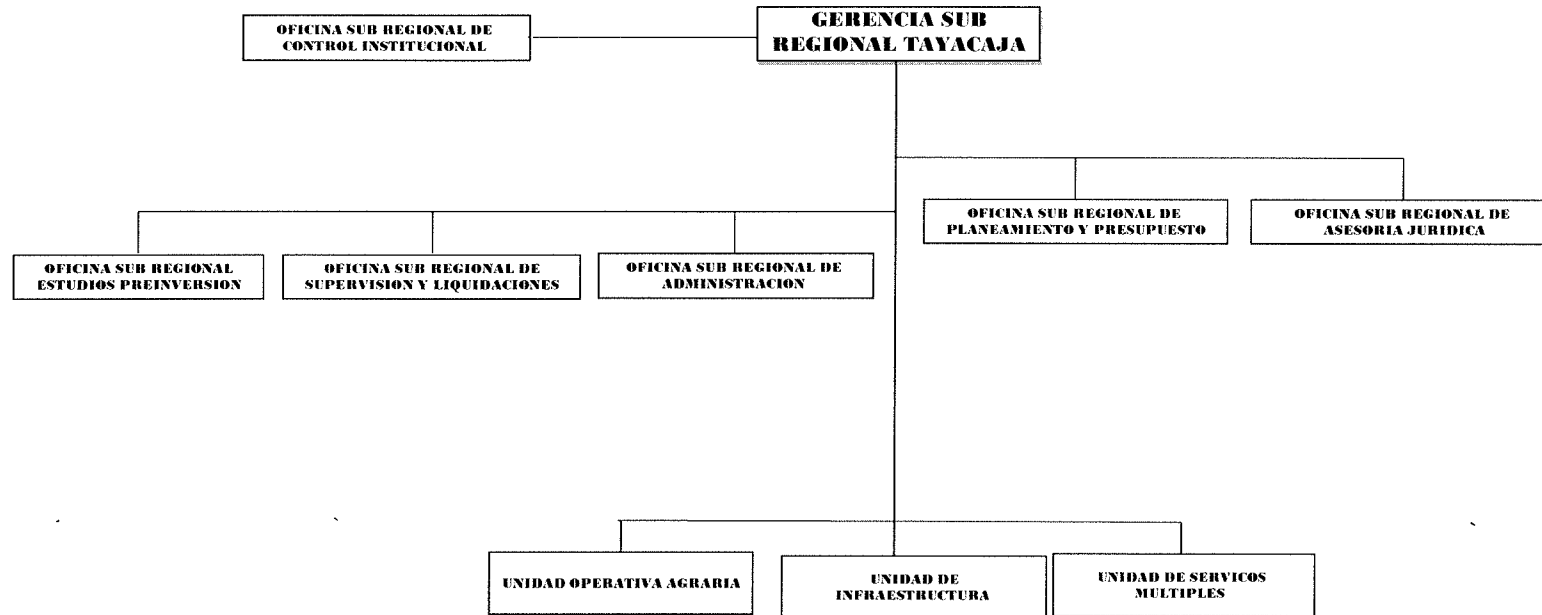 OFICINA SUB REGIONAL DE
CONTROL INSTITUCIONAL
GERENCIA SUB
REGIONAL TAYACAJA
OFICINA SUB REGIONAL DE
PLANEAMIENTO Y PRESUPUESTO
OFICINA SUB REGIONAL DE
ASESORIA JURIDICA
OFICINA SUB REGIONAL
ESTUDIOS PREINVERSION
OFICINA SUB REGIONAL DE
SUPERVISION Y LIQUIDACIONES
OFICINA SUB REGIONAL DE
ADMINISTRACION
UNIDAD OPERATIVA AGRARIA
UNIDAD DE
INFRAESTRUCTURA
UNIDAD DE SERVICOS
MULTIPLES